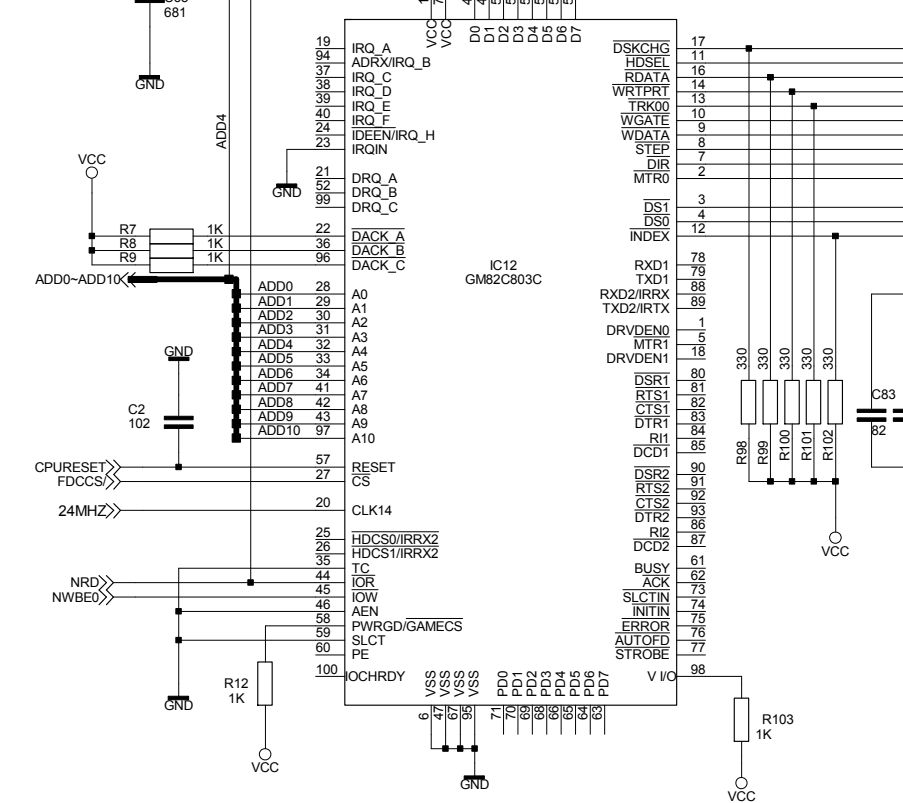 681
GND
VCC
VCC
D0
D1
D2
D3
D4
D5
D6
D7
19 IRQ_A
94 ADRX/IRQ_B
37 IRQ_C
38 IRQ_D
39 IRQ_E
40 IRQ_F
24 IDEEN/IRQ_H
23 IRQIN
GND
21 DRQ_A
52 DRQ_B
99 DRQ_C
ADD4
VCC
R7 1K 22 DACK_A
R8 1K 36 DACK_B
R9 1K 96 DACK_C
ADD0~ADD10
ADD0 28 A0
ADD1 29 A1
ADD2 30 A2
ADD3 31 A3
ADD4 32 A4
ADD5 33 A5
ADD6 34 A6
ADD7 41 A7
ADD8 42 A8
ADD9 43 A9
ADD10 97 A10
GND
C2
102
CPURESET 57 RESET
FDCCS/ 27 CS
24MHZ 20 CLK14
25 HDCS0/IRRX2
26 HDCS1/IRRX2
35 TC
NRD 44 IOR
NWBE0 45 IOW
46 AEN
58 PWRGD/GAMECS
59 SLCT
60 PE
100 IOCHRDY
GND
R12
1K
VCC
IC12
GM82C803C
DSKCHG 17
HDSEL 11
RDATA 16
WRTPRT 14
TRK00 13
WGATE 10
WDATA 9
STEP 8
DIR 7
MTR0 2
DS1 3
DS0 4
INDEX 12
RXD1 78
TXD1 79
RXD2/IRRX 88
TXD2/IRTX 89
DRVDEN0 1
MTR1 5
DRVDEN1 18
DSR1 80
RTS1 81
CTS1 82
DTR1 83
RI1 84
DCD1 85
DSR2 90
RTS2 91
CTS2 92
DTR2 93
RI2 86
DCD2 87
BUSY 61
ACK 62
SLCTIN 73
INITIN 74
ERROR 75
AUTOFD 76
STROBE 77
V I/O 98
330 330 330 330 330
R98 R99 R100 R101 R102
VCC
C83
82
VSS VSS VSS VSS
6 47 67 95
GND
PD0 PD1 PD2 PD3 PD4 PD5 PD6 PD7
71 70 69 68 66 65 64 63
R103
1K
VCC